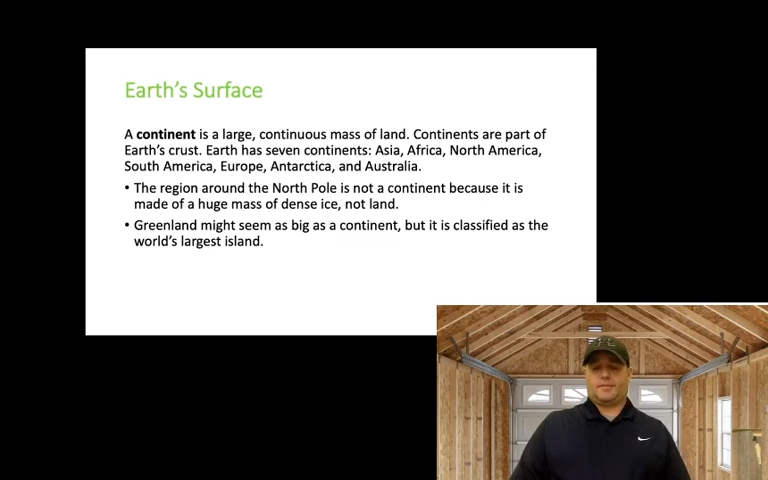 Earth's Surface
A continent is a large, continuous mass of land. Continents are part of
Earth's crust. Earth has seven continents: Asia, Africa, North America,
South America, Europe, Antarctica, and Australia.
• The region around the North Pole is not a continent because it is
made of a huge mass of dense ice, not land.
• Greenland might seem as big as a continent, but it is classified as the
world's largest island.